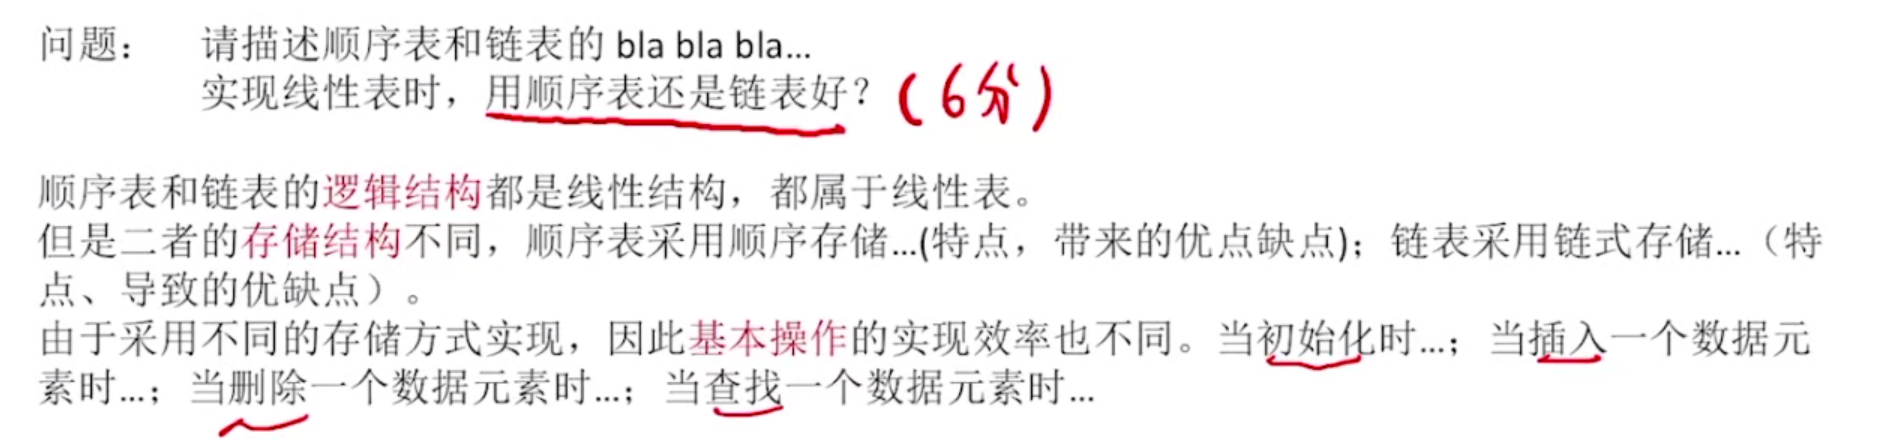 问题： 请描述顺序表和链表的 bla bla bla...
实现线性表时，用顺序表还是链表好？（6分）
顺序表和链表的逻辑结构都是线性结构，都属于线性表。
但是二者的存储结构不同，顺序表采用顺序存储...(特点，带来的优点缺点)；链表采用链式存储...（特
点、导致的优缺点）。
由于采用不同的存储方式实现，因此基本操作的实现效率也不同。当初始化时...；当插入一个数据元
素时...；当删除一个数据元素时...；当查找一个数据元素时...